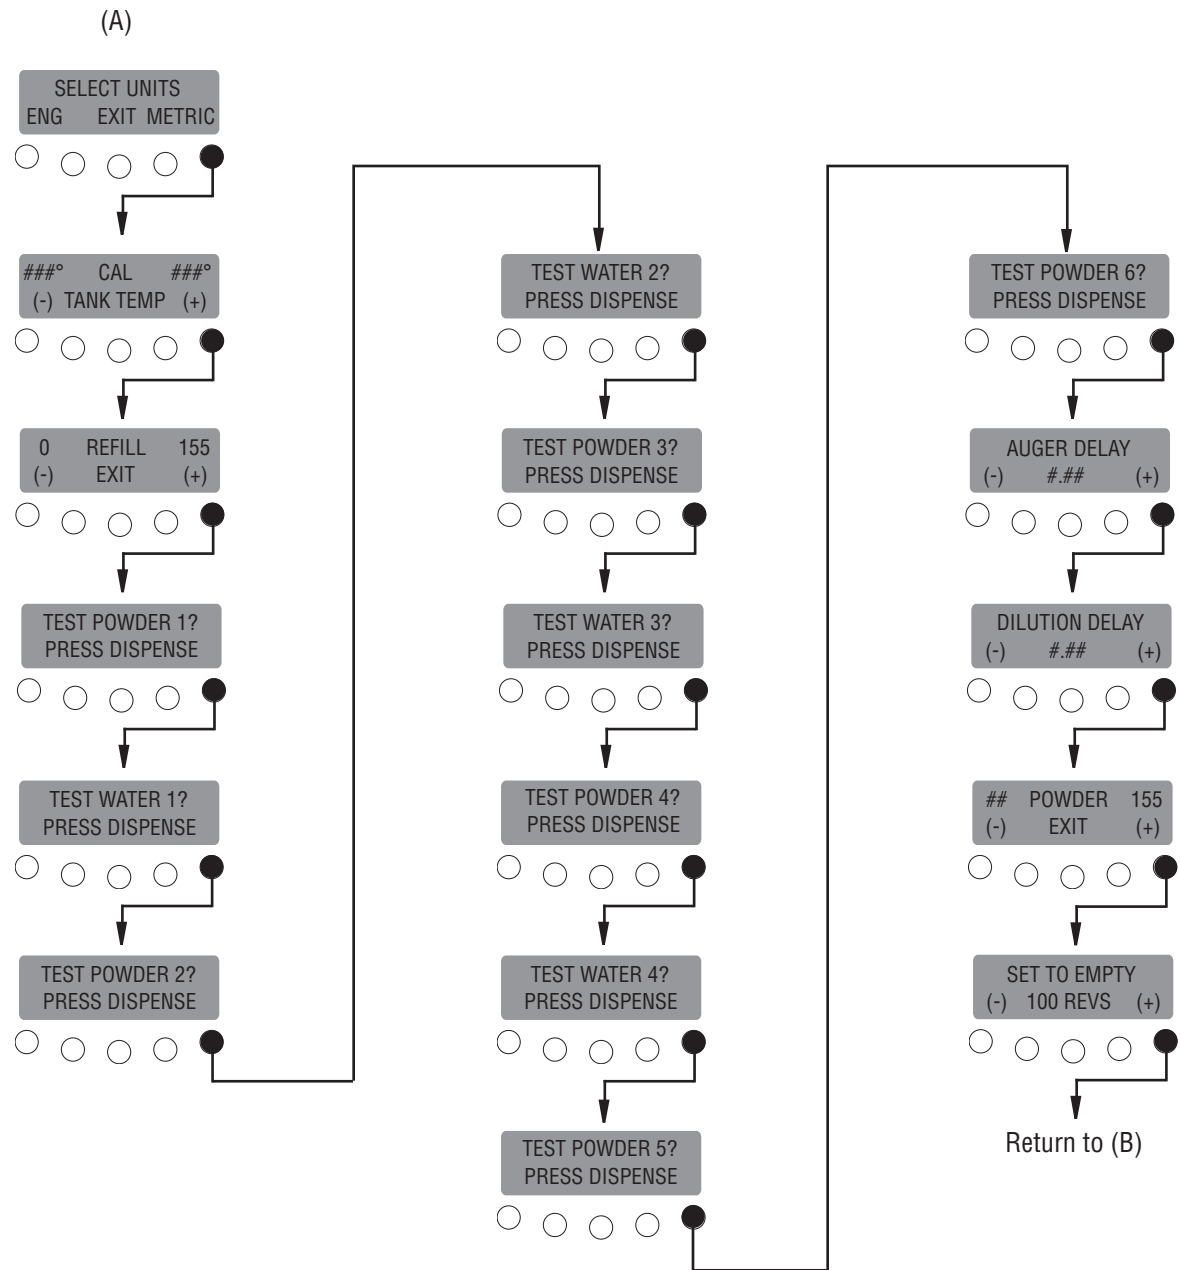 (A)
SELECT UNITS
ENG EXIT METRIC
###° CAL ###°
(-) TANK TEMP (+)
0 REFILL 155
(-) EXIT (+)
TEST POWDER 1?
PRESS DISPENSE
TEST WATER 1?
PRESS DISPENSE
TEST POWDER 2?
PRESS DISPENSE
TEST WATER 2?
PRESS DISPENSE
TEST POWDER 3?
PRESS DISPENSE
TEST WATER 3?
PRESS DISPENSE
TEST POWDER 4?
PRESS DISPENSE
TEST WATER 4?
PRESS DISPENSE
TEST POWDER 5?
PRESS DISPENSE
TEST POWDER 6?
PRESS DISPENSE
AUGER DELAY
(-) #.## (+)
DILUTION DELAY
(-) #.## (+)
## POWDER 155
(-) EXIT (+)
SET TO EMPTY
(-) 100 REVS (+)
Return to (B)